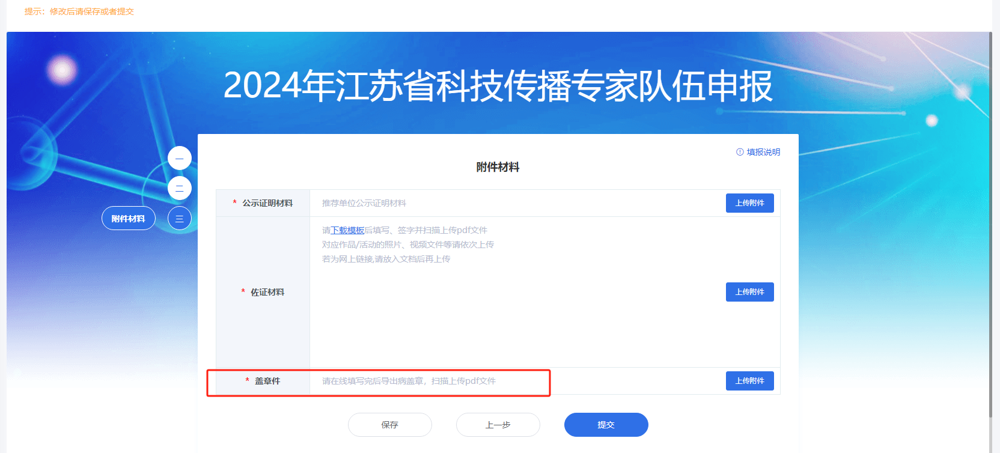 提示：修改后请保存或者提交
2024年江苏省科技传播专家队伍申报
填报说明
附件材料
一
二
附件材料 三
* 公示证明材料 推荐单位公示证明材料 上传附件
请下载模板后填写、签字并扫描上传pdf文件
对应作品/活动的照片、视频文件等请依次上传
若为网上链接,请放入文档后再上传
* 佐证材料 上传附件
* 盖章件 请在线填写完后导出病盖章，扫描上传pdf文件 上传附件
保存 上一步 提交